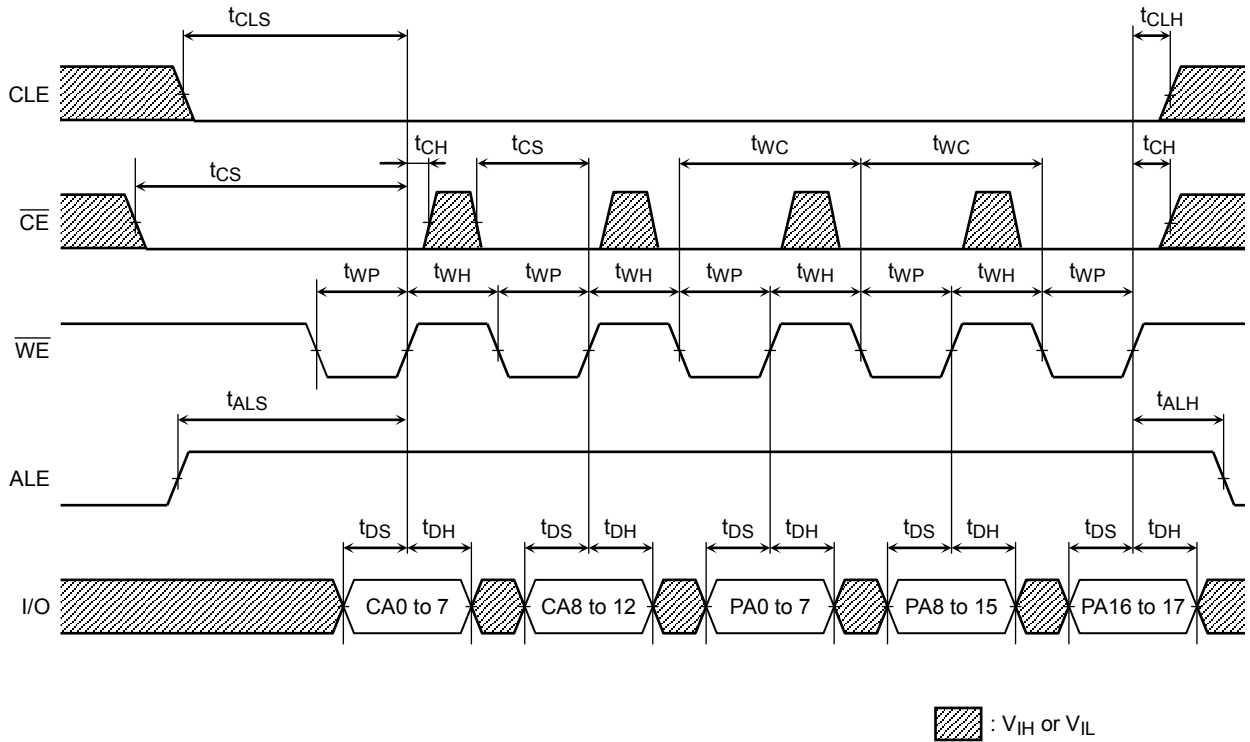 tCLS tCLH
CLE
tCH tCS tWC tWC tCH
tCS
CE
tWP tWH tWP tWH tWP tWH tWP tWH tWP
WE
tALS tALH
ALE
tDS tDH tDS tDH tDS tDH tDS tDH tDS tDH
I/O CA0 to 7 CA8 to 12 PA0 to 7 PA8 to 15 PA16 to 17
: VIH or VIL